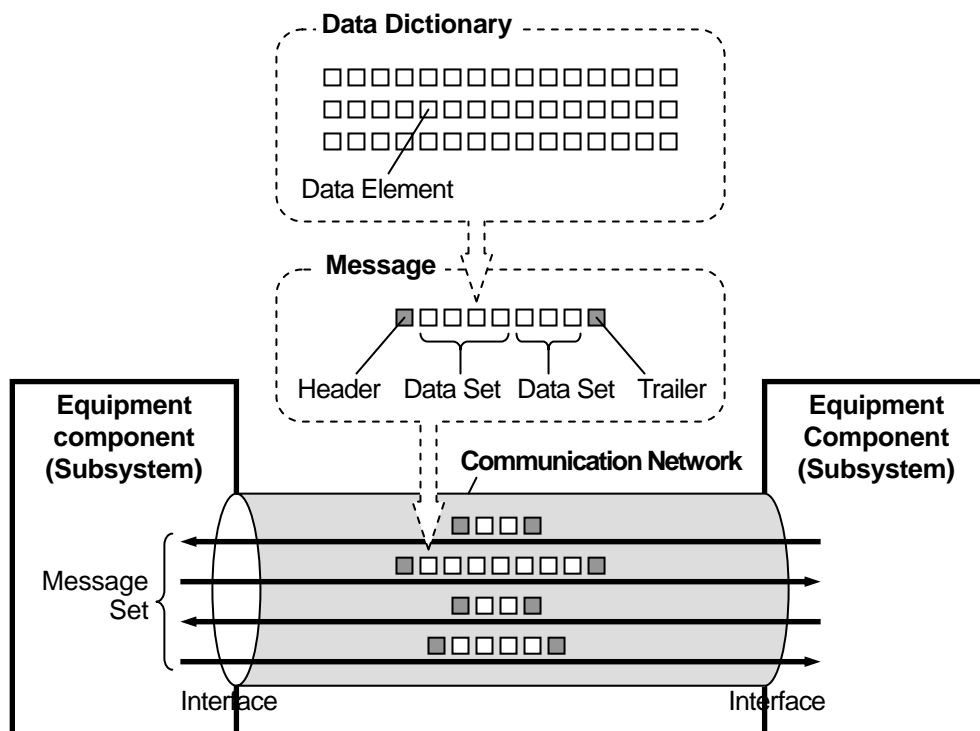 Data Dictionary
Data Element
Message
Header
Data Set
Data Set
Trailer
Equipment
component
(Subsystem)
Equipment
Component
(Subsystem)
Communication Network
Message
Set
Interface
Interface